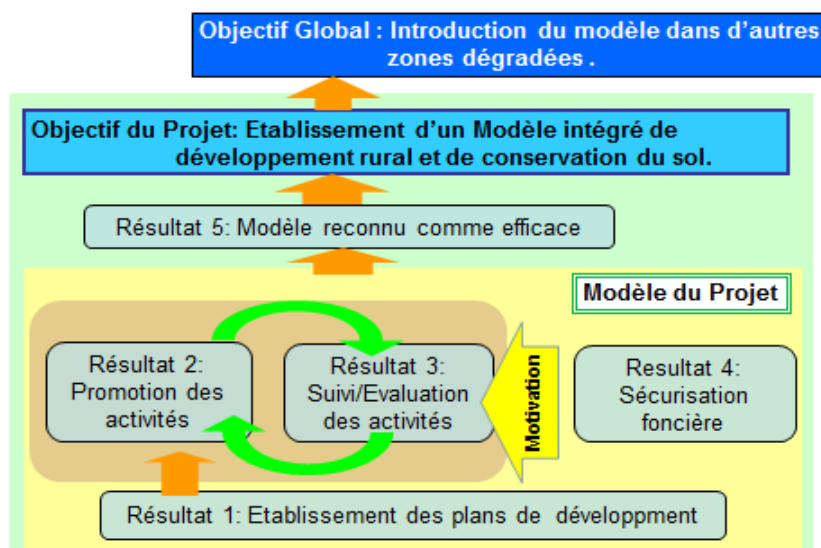 Objectif Global : Introduction du modèle dans d'autres
zones dégradées .
Objectif du Projet: Etablissement d'un Modèle intégré de
développement rural et de conservation du sol.
Résultat 5: Modèle reconnu comme efficace
Modèle du Projet
Résultat 2:
Promotion des
activités
Résultat 3:
Suivi/Evaluation
des activités
Motivation
Resultat 4:
Sécurisation
foncière
Résultat 1: Etablissement des plans de développment